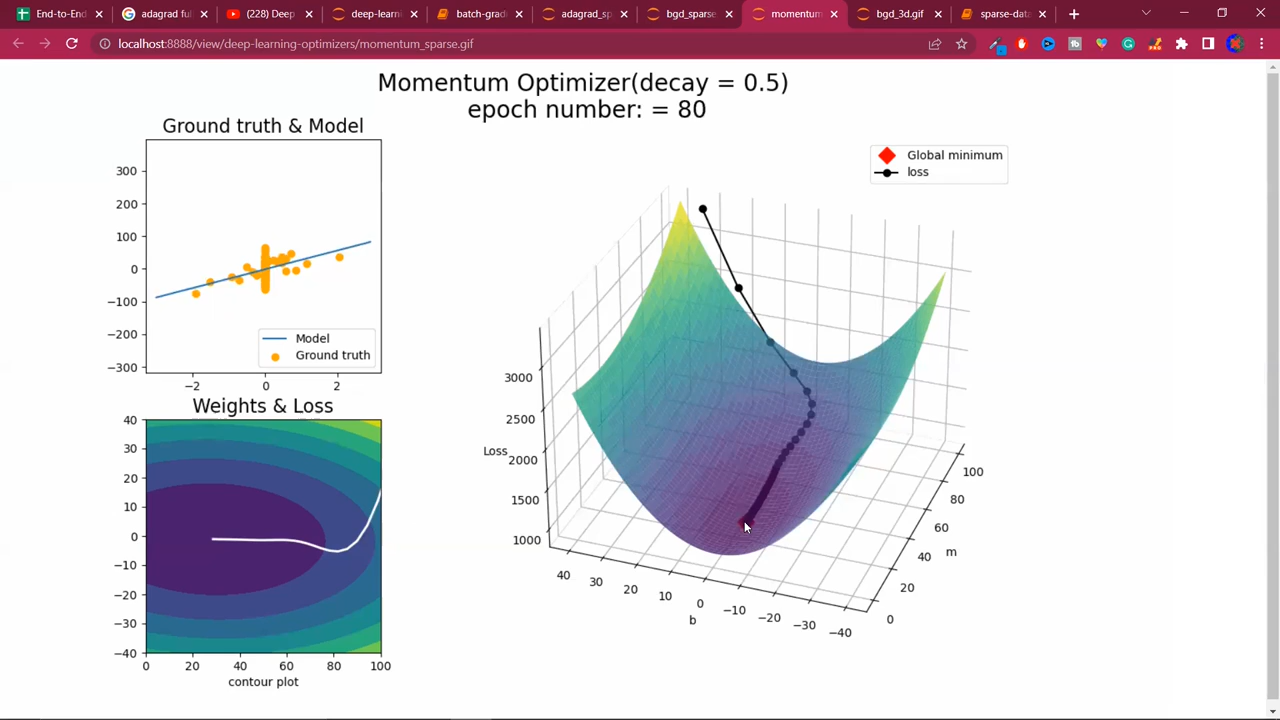 End-to-End
adagrad ful
(228) Deep
deep-learni
batch-gradi
adagrad_sp
bgd_sparse
momentum
bgd_3d.gif
sparse-data
localhost:8888/view/deep-learning-optimizers/momentum_sparse.gif
Momentum Optimizer(decay = 0.5)
epoch number: = 80
Ground truth & Model
300
200
100
0
−100
−200
−300
−2
0
2
Model
Ground truth
Weights & Loss
40
30
20
10
0
−10
−20
−30
−40
0
20
40
60
80
100
contour plot
Global minimum
loss
Loss
3000
2500
2000
1500
1000
40
30
20
10
0
−10
−20
−30
−40
b
0
20
40
60
80
100
m